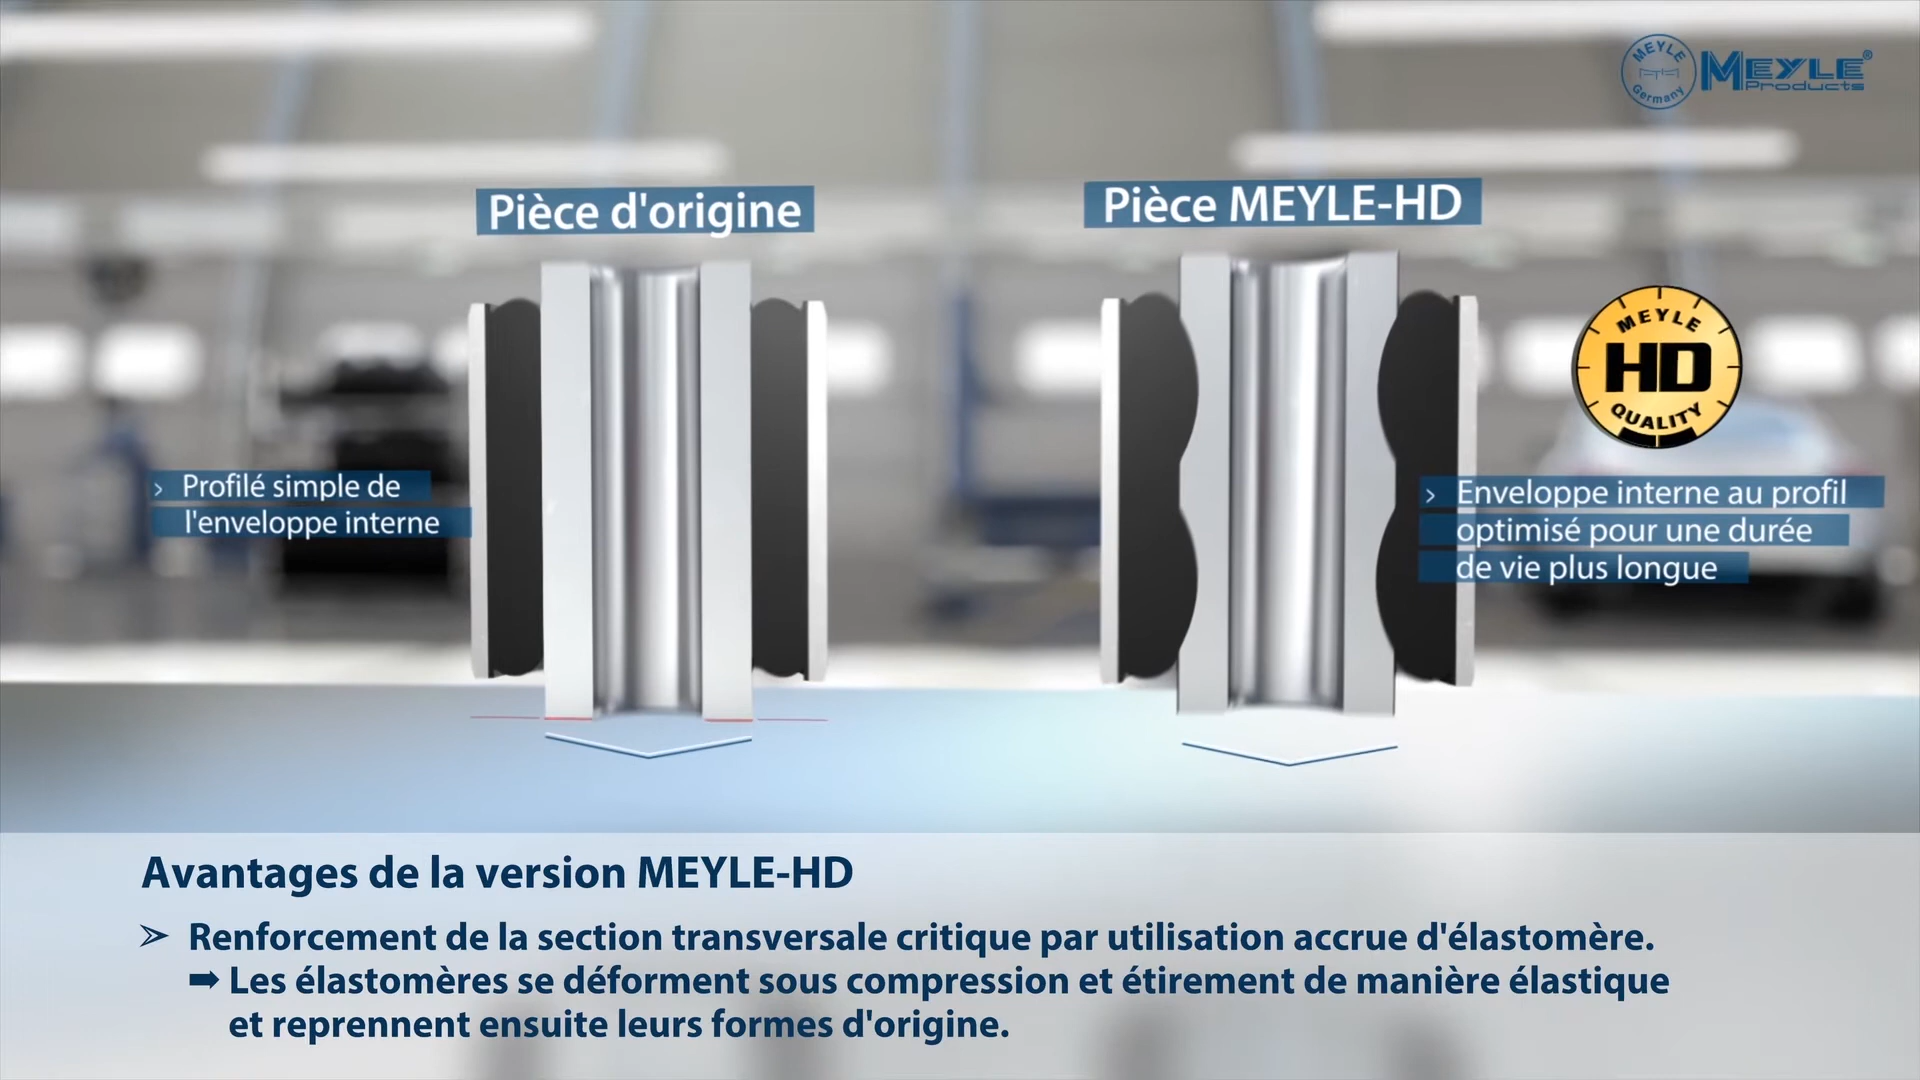 MEYLE
Germany
MEYLE®
Products
Pièce d'origine
Pièce MEYLE-HD
MEYLE
HD
QUALITY
› Profilé simple de
l'enveloppe interne
› Enveloppe interne au profil
optimisé pour une durée
de vie plus longue
Avantages de la version MEYLE-HD
➢ Renforcement de la section transversale critique par utilisation accrue d'élastomère.
➡ Les élastomères se déforment sous compression et étirement de manière élastique
et reprennent ensuite leurs formes d'origine.